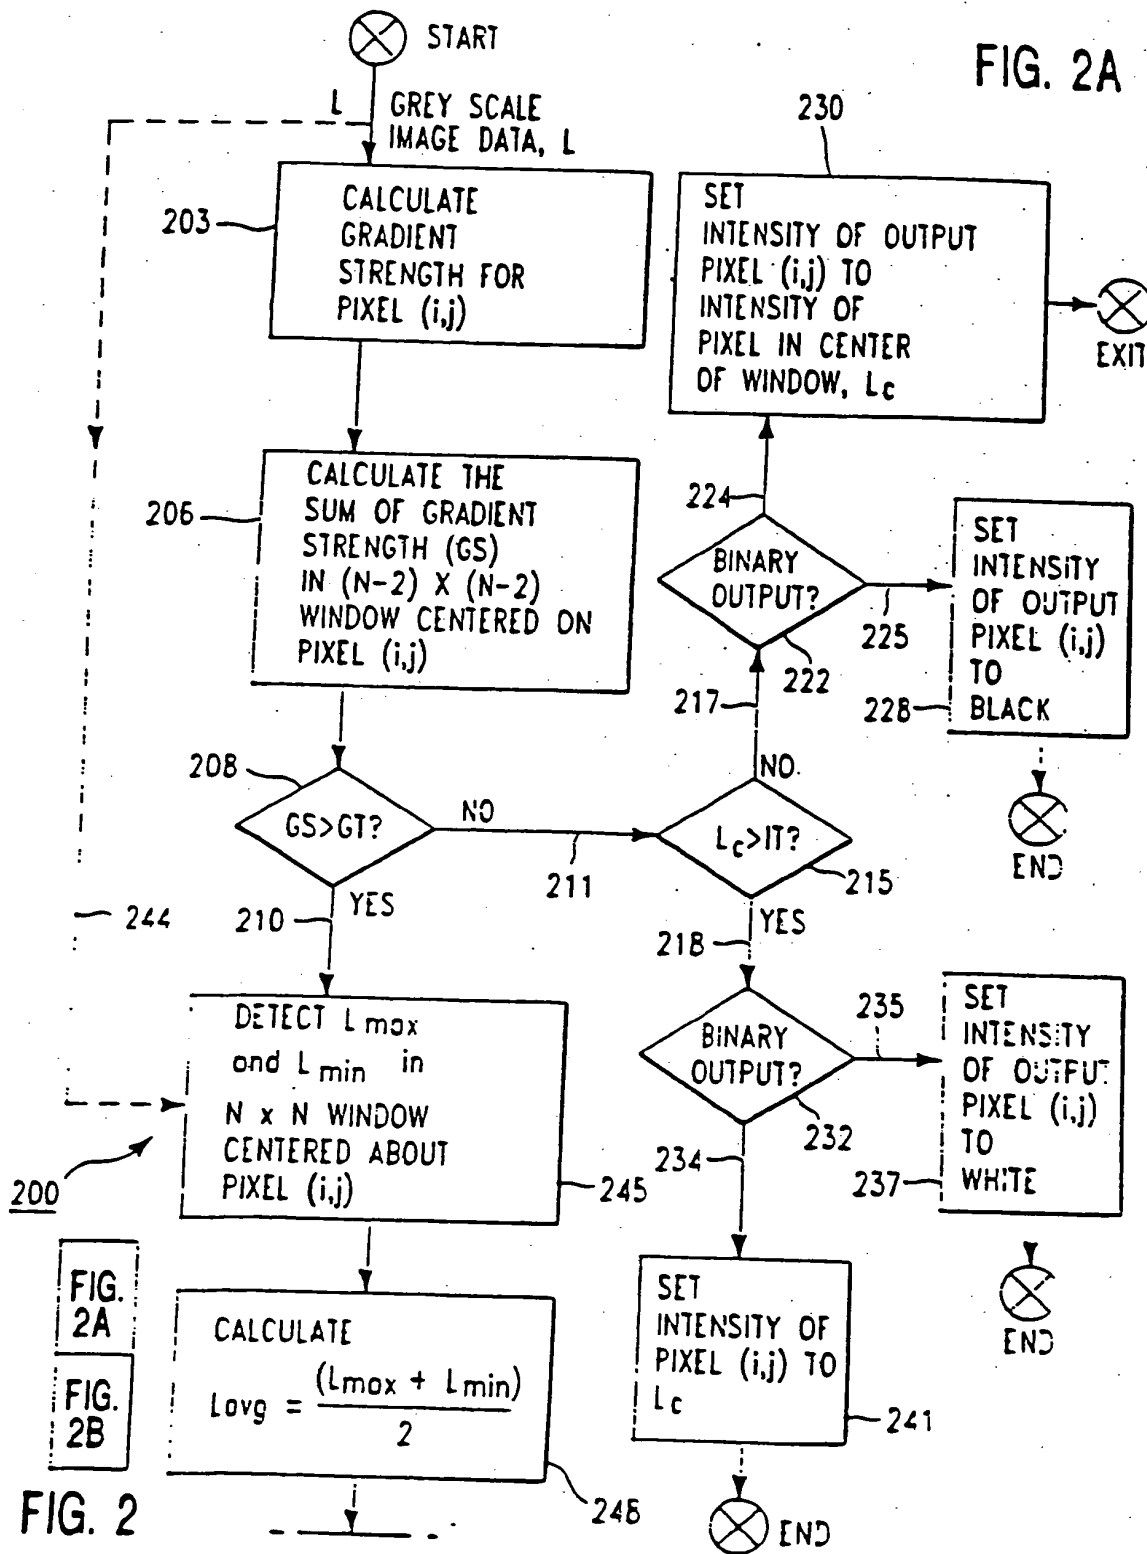 START
FIG. 2A
L
GREY SCALE
IMAGE DATA, L
230
203
CALCULATE
GRADIENT
STRENGTH FOR
PIXEL (i,j)
SET
INTENSITY OF OUTPUT
PIXEL (i,j) TO
INTENSITY OF
PIXEL IN CENTER
OF WINDOW, Lc
EXIT
206
CALCULATE THE
SUM OF GRADIENT
STRENGTH (GS)
IN (N-2) X (N-2)
WINDOW CENTERED ON
PIXEL (i,j)
224
BINARY
OUTPUT?
222
225
SET
INTENSITY
OF OUTPUT
PIXEL (i,j)
TO
BLACK
228
END
217
NO.
208
GS>GT?
NO
211
Lc>IT?
215
YES
210
YES
218
244
DETECT Lmax
and Lmin in
N x N WINDOW
CENTERED ABOUT
PIXEL (i,j)
245
200
BINARY
OUTPUT?
232
235
SET
INTENSITY
OF OUTPUT
PIXEL (i,j)
TO
WHITE
237
END
234
FIG.
2A
FIG.
2B
FIG. 2
CALCULATE
Lavg = (Lmax + Lmin)
2
248
SET
INTENSITY OF
PIXEL (i,j) TO
Lc
241
END